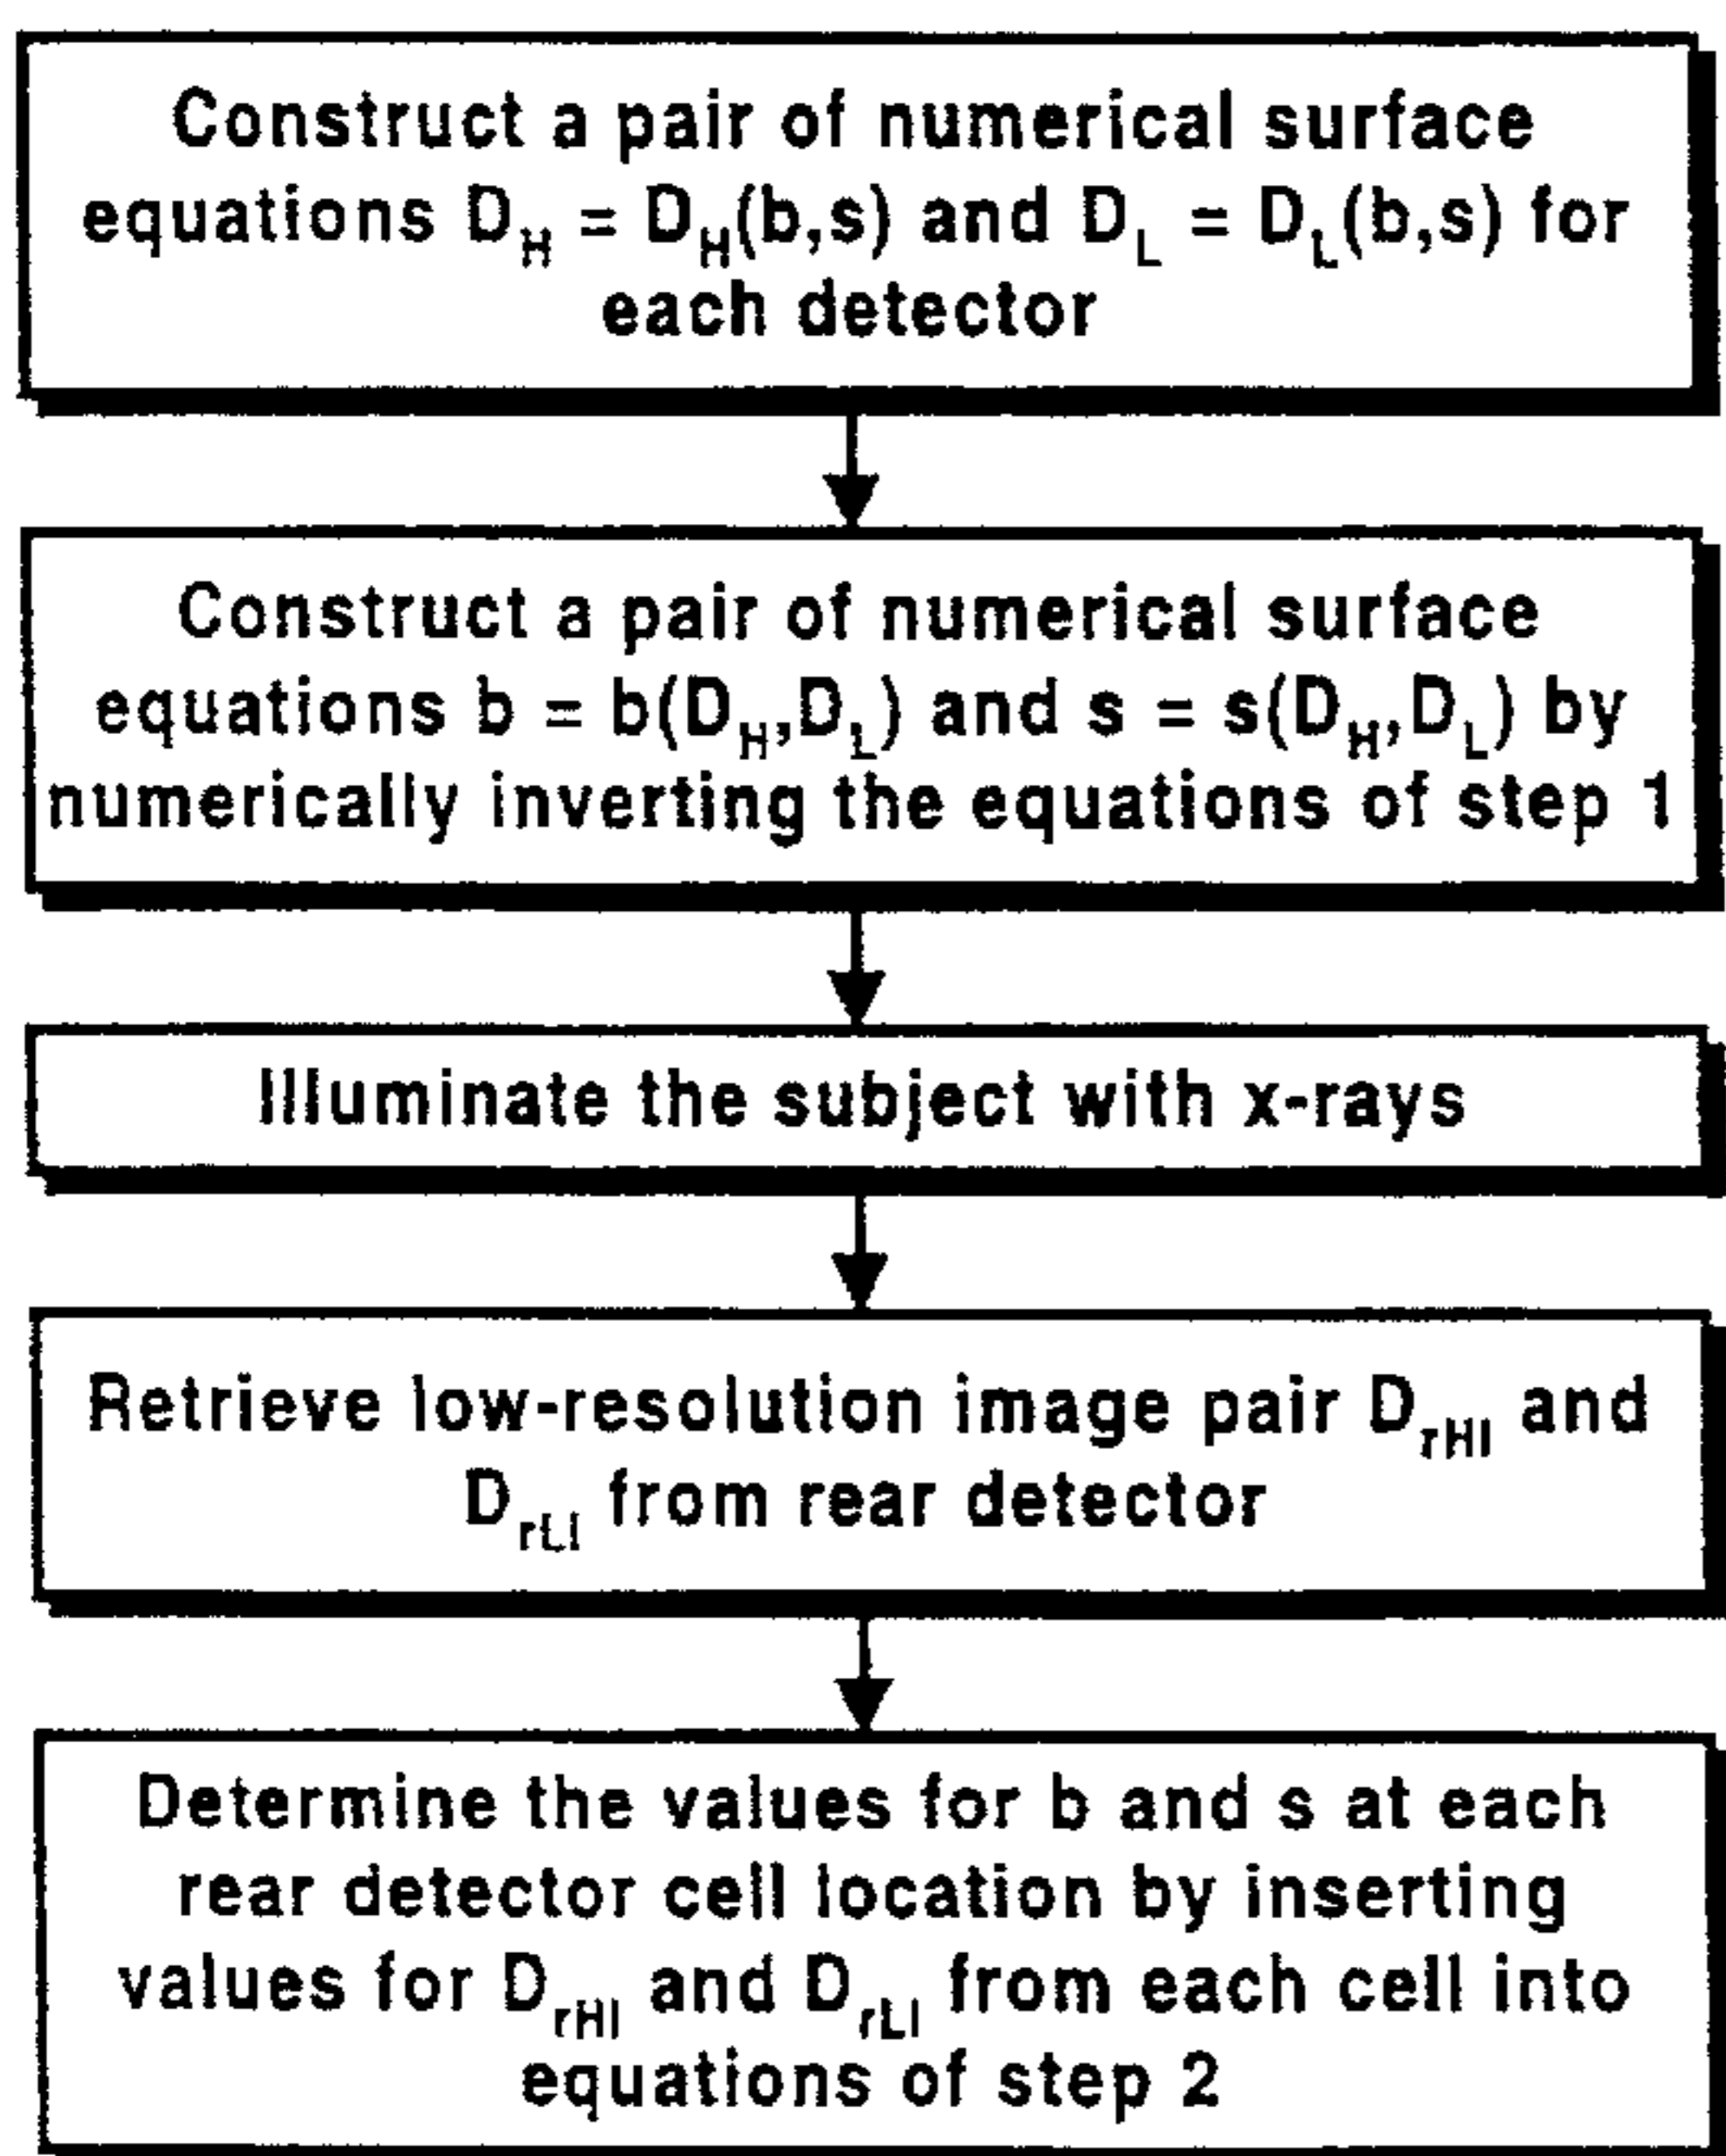 Construct a pair of numerical surface
equations D_H = D_H(b,s) and D_L = D_L(b,s) for
each detector
Construct a pair of numerical surface
equations b = b(D_H,D_L) and s = s(D_H,D_L) by
numerically inverting the equations of step 1
Illuminate the subject with x-rays
Retrieve low-resolution image pair D_rHl and
D_rLl from rear detector
Determine the values for b and s at each
rear detector cell location by inserting
values for D_rHl and D_rLl from each cell into
equations of step 2